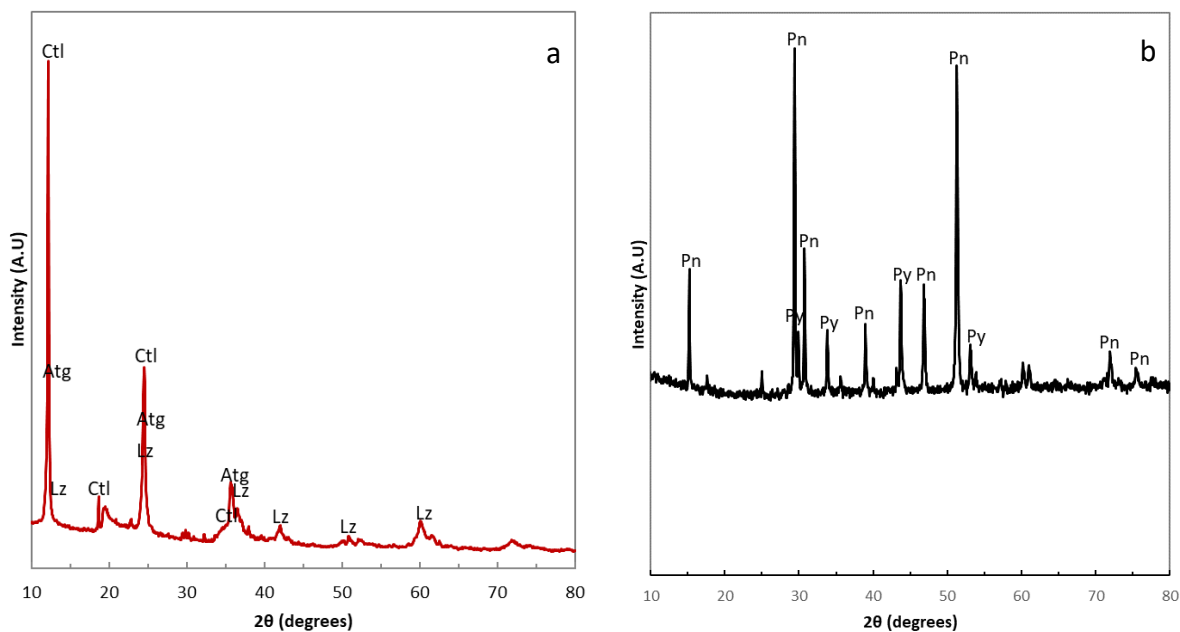 a
Ctl
Atg
Lz
Ctl
Ctl
Atg
Lz
Atg
Lz
Ctl
Lz
Lz
Lz
Intensity (A.U)
10 20 30 40 50 60 70 80
2θ (degrees)
b
Pn
Pn
Pn
Pn
Py
Py
Pn
Py
Pn
Py
Pn
Pn
Intensity (A.U)
10 20 30 40 50 60 70 80
2θ (degrees)